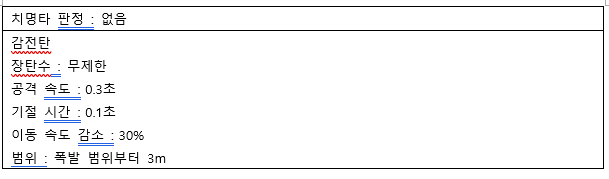 치명타 판정 : 없음
감전탄
장탄수 : 무제한
공격 속도 : 0.3초
기절 시간 : 0.1초
이동 속도 감소 : 30%
범위 : 폭발 범위부터 3m